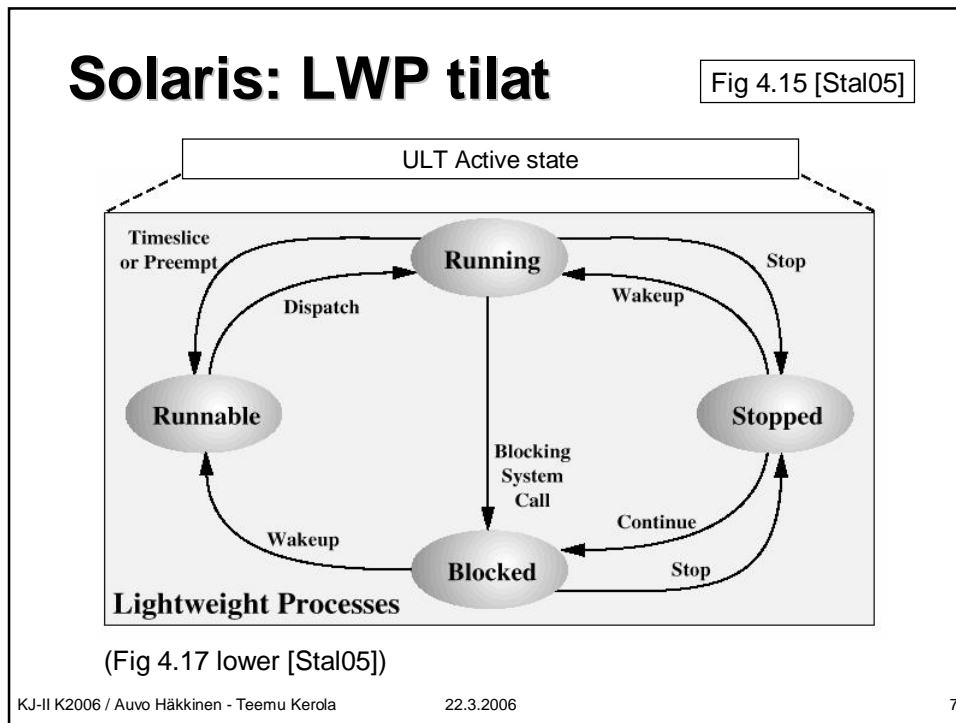 Solaris: LWP tilat
Fig 4.15 [Stal05]
ULT Active state
Timeslice
or Preempt
Running
Stop
Wakeup
Dispatch
Runnable
Stopped
Blocking
System
Call
Continue
Wakeup
Blocked
Stop
Lightweight Processes
(Fig 4.17 lower [Stal05])
KJ-II K2006 / Auvo Häkkinen - Teemu Kerola 22.3.2006 7